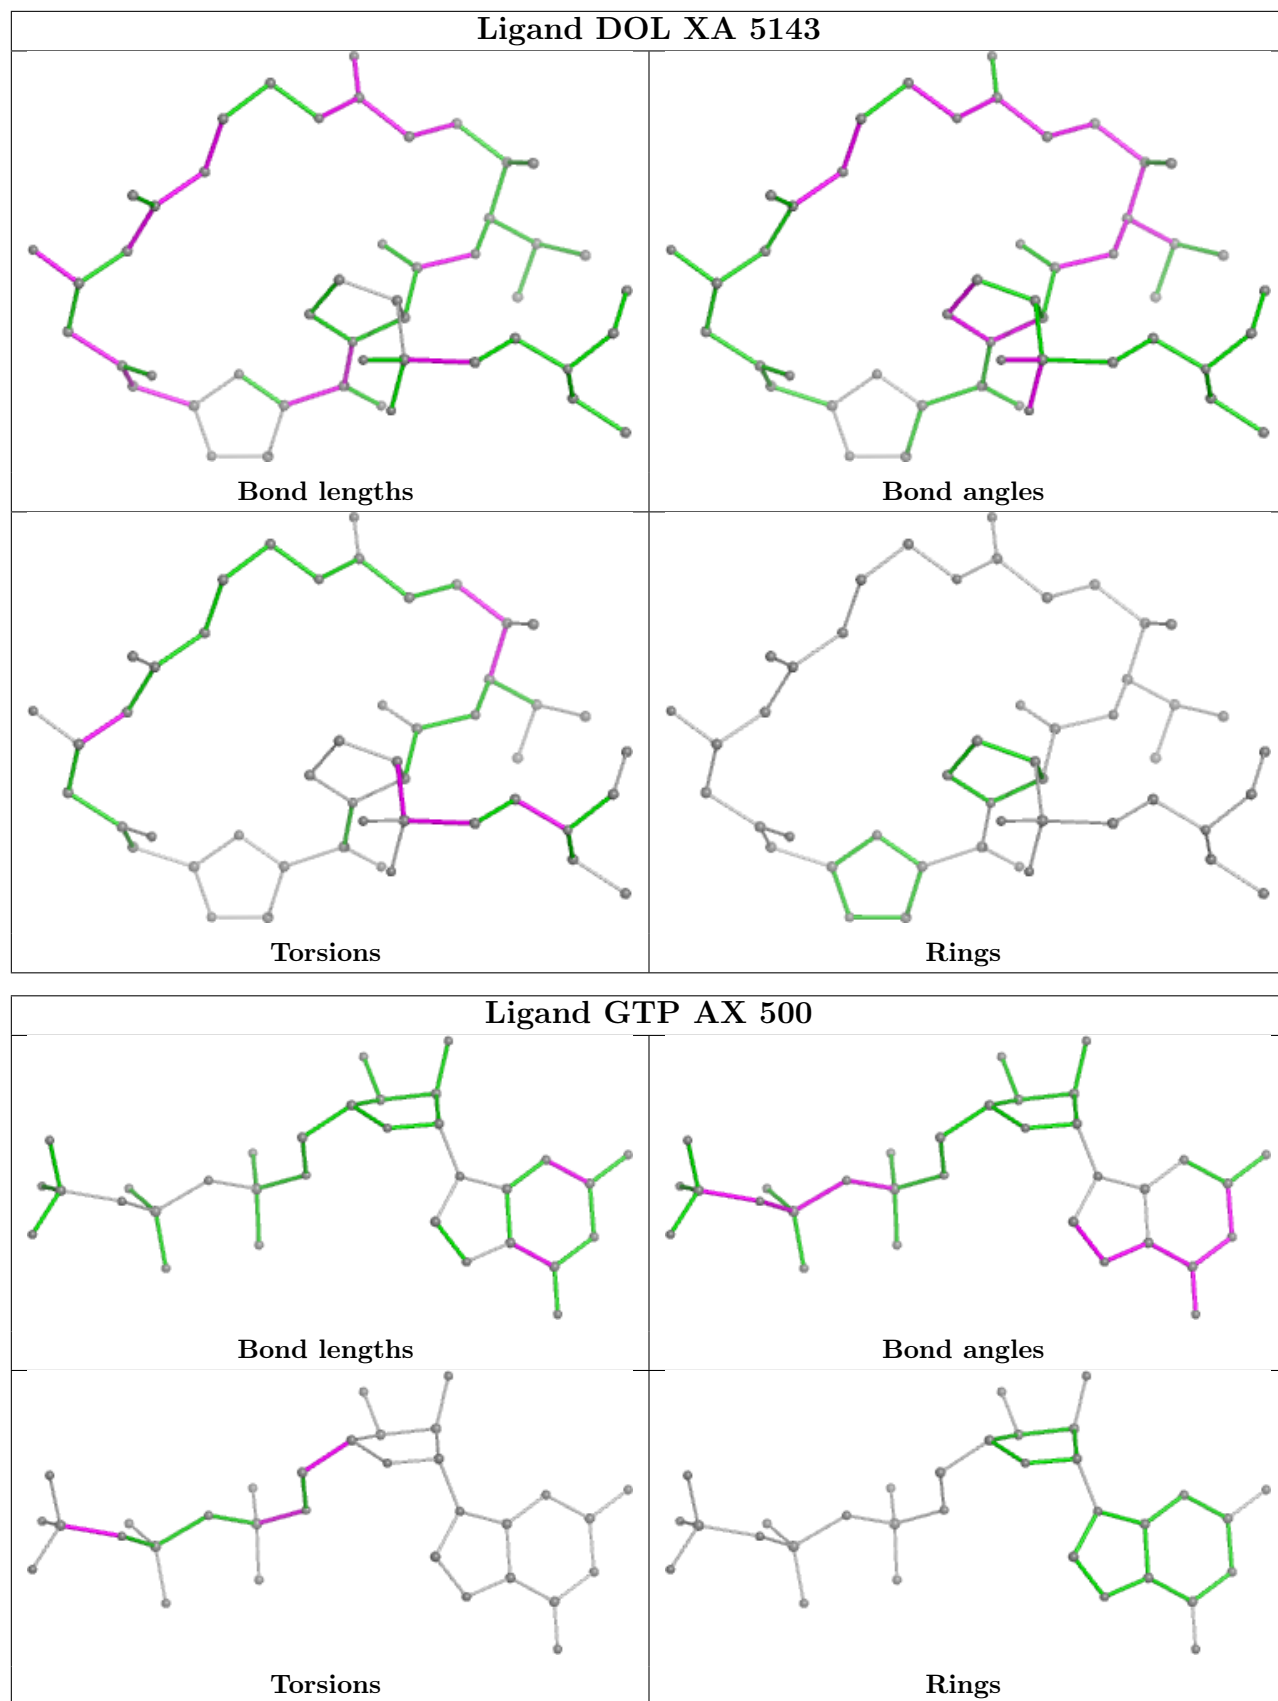 Ligand DOL XA 5143
Bond lengths
Bond angles
Torsions
Rings
Ligand GTP AX 500
Bond lengths
Bond angles
Torsions
Rings